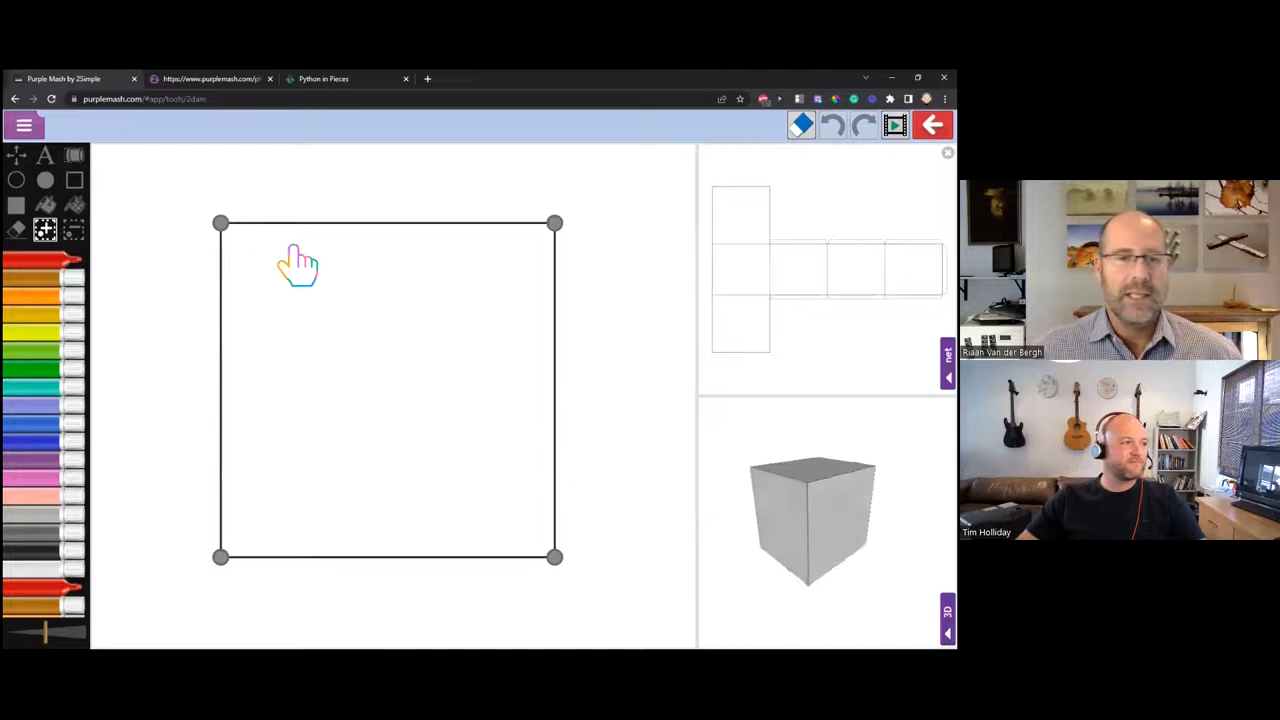 Purple Mash by 2Simple
https://www.purplemash.com/pi
Python in Pieces
purplemash.com/#app/tools/2dam
A
net
3D
Riaan Van der Bergh
Tim Holliday